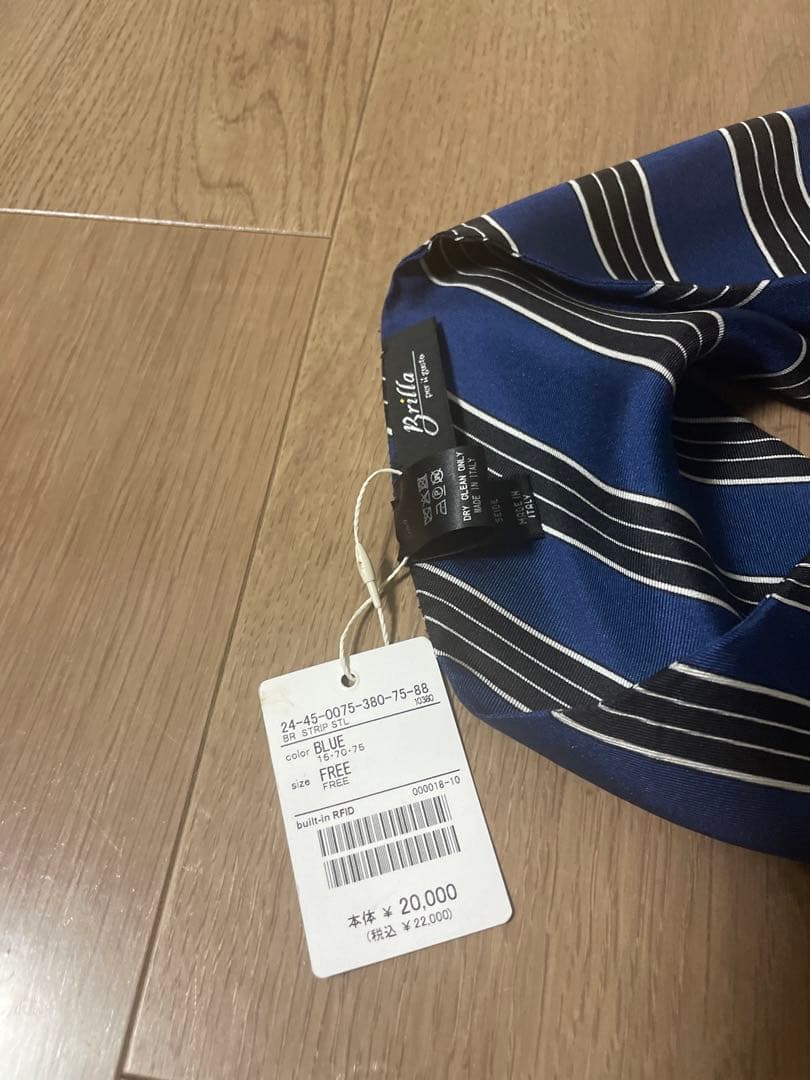 Brilla
per il gusto
DRY CLEAN ONLY
MADE IN ITALY
SEIDE
MADE IN
ITALY
24-45-0075-380-75-88
BR STRIP STL 10380
color BLUE
15・70・75
size FREE
FREE
000018-10
built-in RFID
本体 ¥ 20,000
(税込 ¥ 22,000)